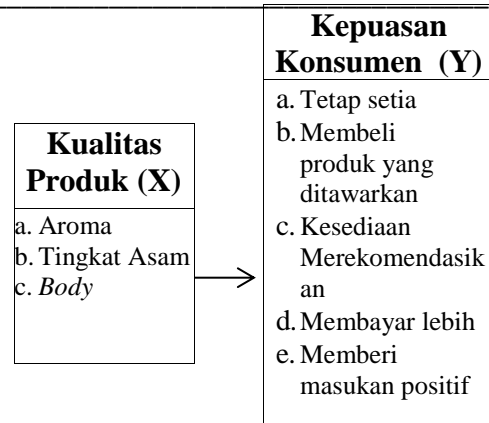 Kualitas
Produk (X)
a. Aroma
b. Tingkat Asam
c. Body
Kepuasan
Konsumen (Y)
a. Tetap setia
b. Membeli
produk yang
ditawarkan
c. Kesediaan
Merekomendasik
an
d. Membayar lebih
e. Memberi
masukan positif